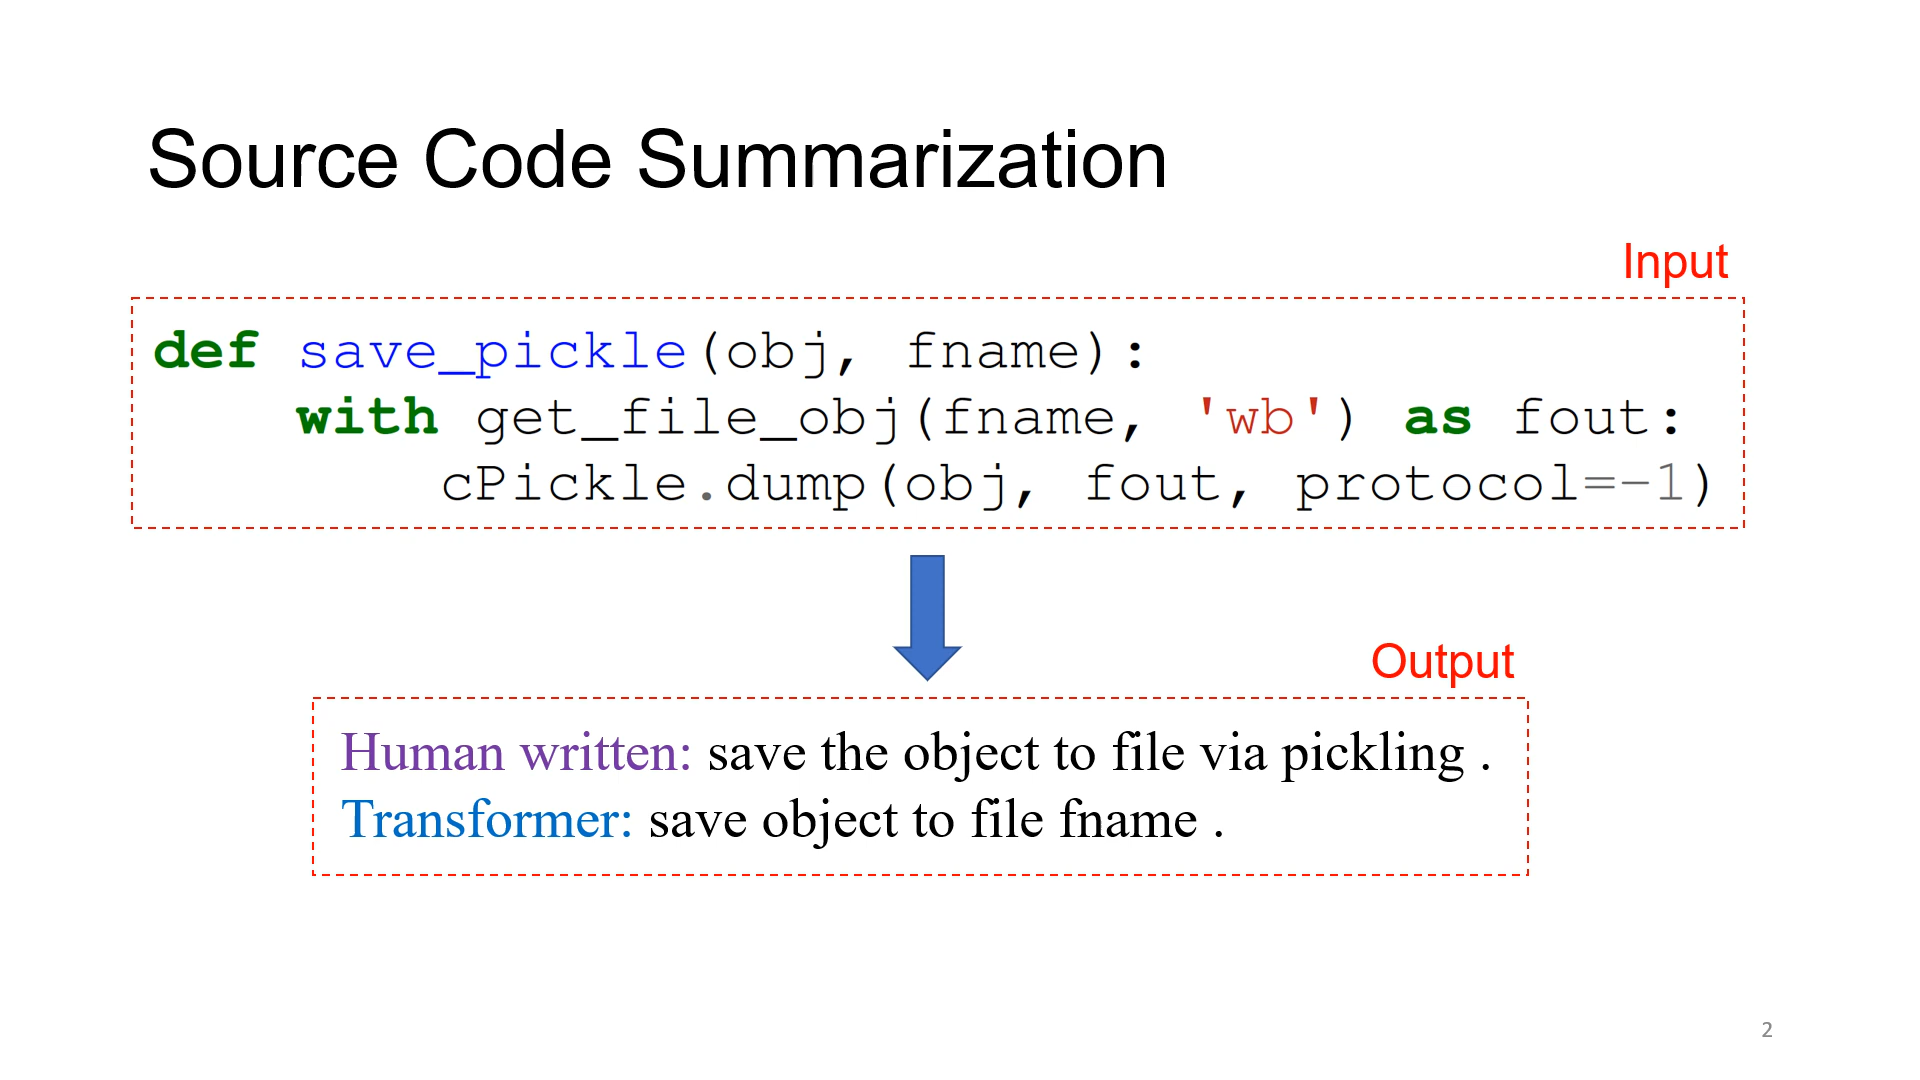 Source Code Summarization
Input
def save_pickle(obj, fname):
    with get_file_obj(fname, 'wb') as fout:
        cPickle.dump(obj, fout, protocol=-1)
Output
Human written: save the object to file via pickling .
Transformer: save object to file fname .
2